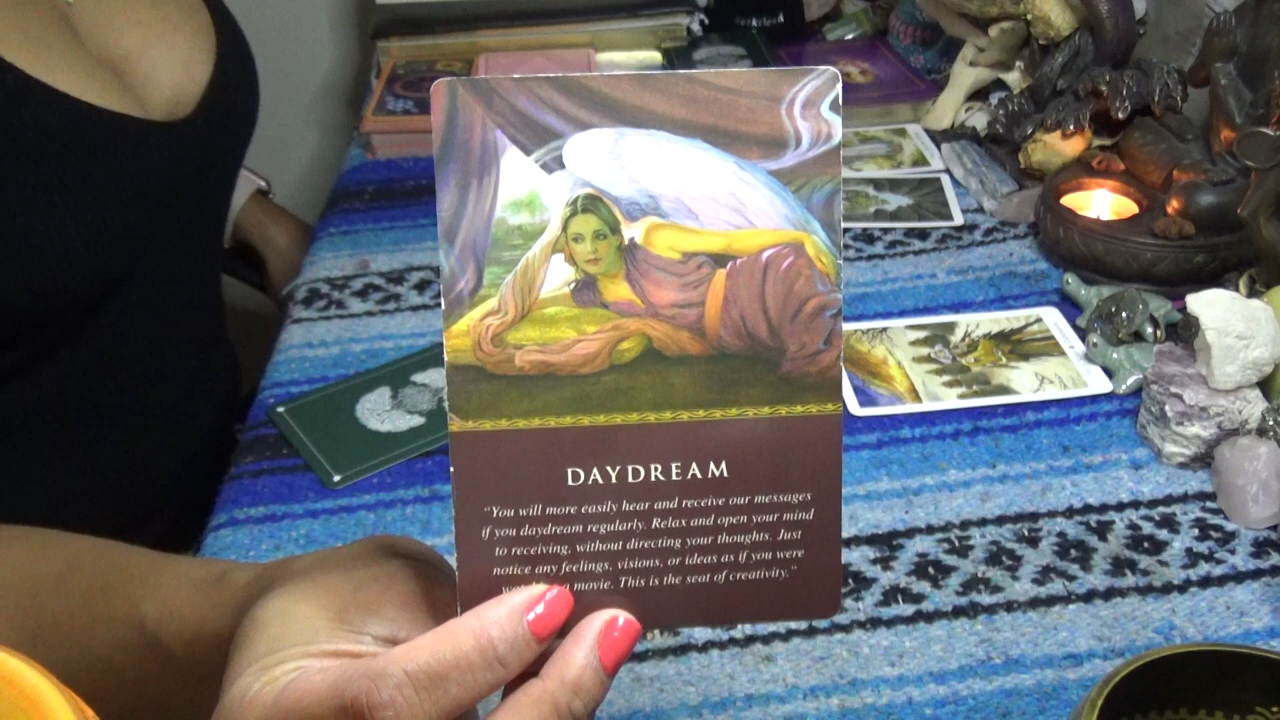 DAYDREAM
“You will more easily hear and receive our messages
if you daydream regularly. Relax and open your mind
to receiving, without directing your thoughts. Just
notice any feelings, visions, or ideas as if you were
a movie. This is the seat of creativity.”